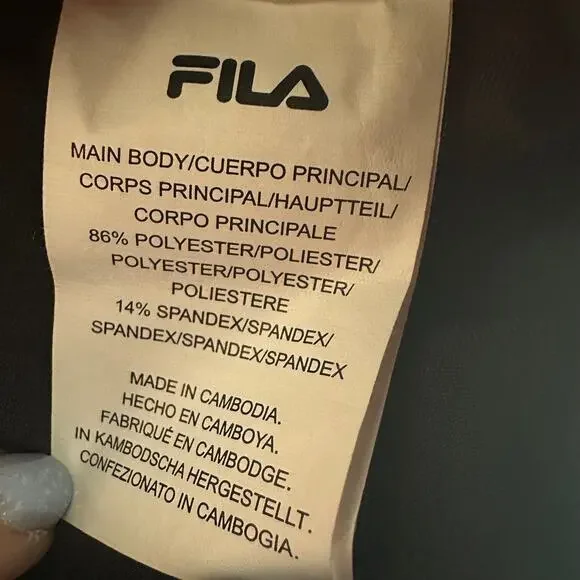 FILA
MAIN BODY/CUERPO PRINCIPAL/
CORPS PRINCIPAL/HAUPTTEIL/
CORPO PRINCIPALE
86% POLYESTER/POLIESTER/
POLYESTER/POLYESTER/
POLIESTERE
14% SPANDEX/SPANDEX/
SPANDEX/SPANDEX/SPANDEX
MADE IN CAMBODIA.
HECHO EN CAMBOYA.
FABRIQUÉ EN CAMBODGE.
IN KAMBODSCHA HERGESTELLT.
CONFEZIONATO IN CAMBOGIA.